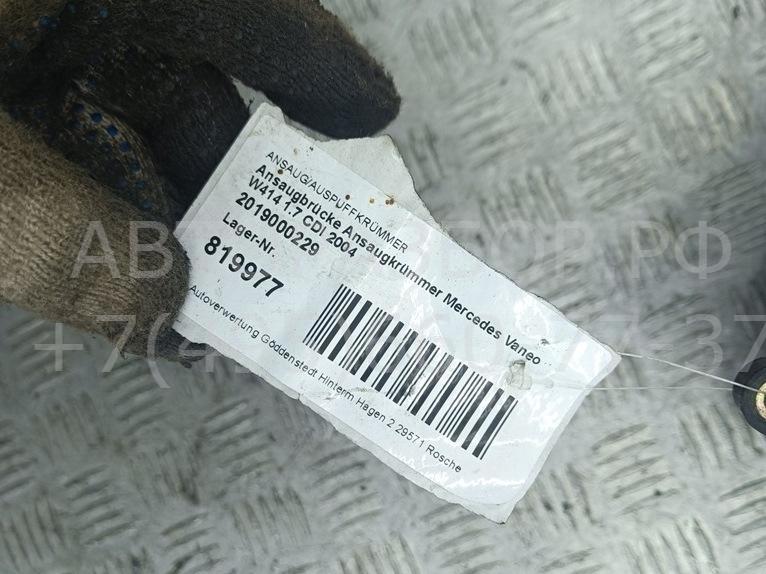 ANSAUG/AUSPUFFKRÜMMER
Ansaugbrücke Ansaugkrümmer Mercedes Vaneo ...
W414 1.7 CDI 2004
2019000229
Lager-Nr.
819977
Autoverwertung Göddenstedt Hinterm Hagen 2 29571 Rosche